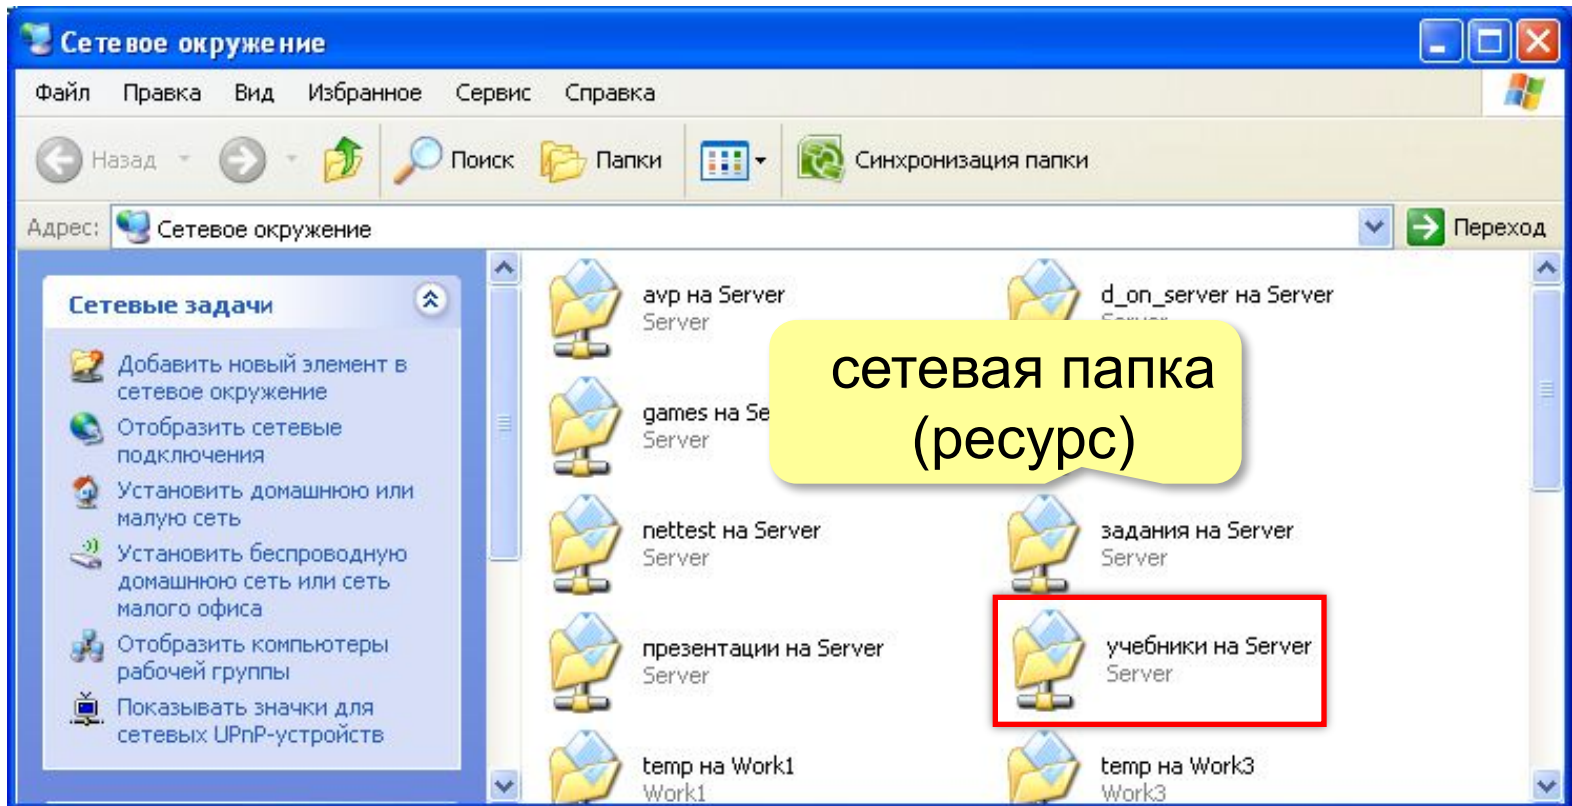 Сетевое окружение
Файл Правка Вид Избранное Сервис Справка
Назад Поиск Папки Синхронизация папки
Адрес: Сетевое окружение Переход
Сетевые задачи
Добавить новый элемент в
сетевое окружение
Отобразить сетевые
подключения
Установить домашнюю или
малую сеть
Установить беспроводную
домашнюю сеть или сеть
малого офиса
Отобразить компьютеры
рабочей группы
Показывать значки для
сетевых UPnP-устройств
avp на Server
Server
d_on_server на Server
Server
games на Se
Server
сетевая папка
(ресурс)
nettest на Server
Server
задания на Server
Server
презентации на Server
Server
учебники на Server
Server
temp на Work1
Work1
temp на Work3
Work3